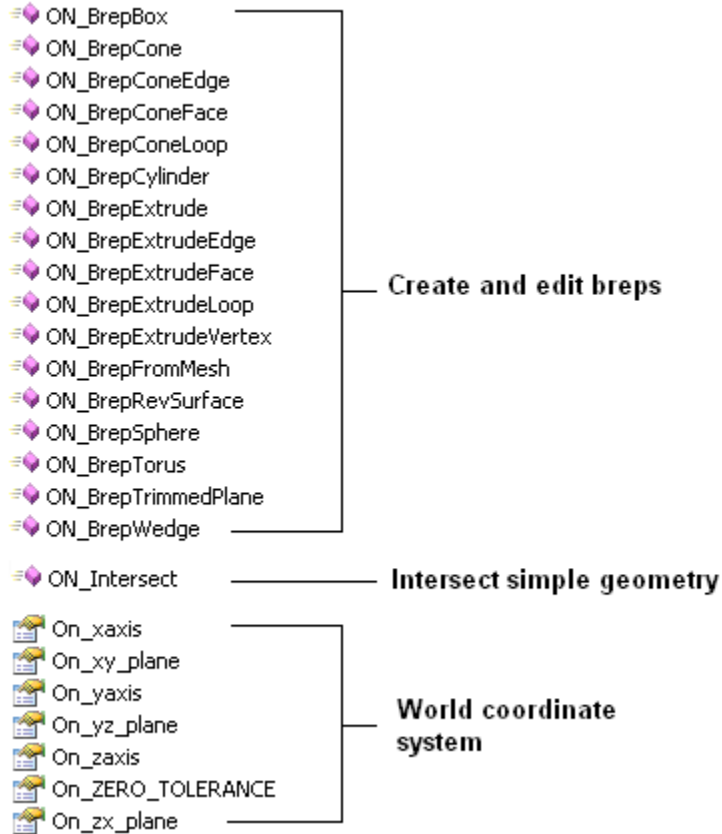 ON_BrepBox
ON_BrepCone
ON_BrepConeEdge
ON_BrepConeFace
ON_BrepConeLoop
ON_BrepCylinder
ON_BrepExtrude
ON_BrepExtrudeEdge
ON_BrepExtrudeFace
ON_BrepExtrudeLoop
ON_BrepExtrudeVertex
ON_BrepFromMesh
ON_BrepRevSurface
ON_BrepSphere
ON_BrepTorus
ON_BrepTrimmedPlane
ON_BrepWedge
Create and edit breps
ON_Intersect
Intersect simple geometry
On_xaxis
On_xy_plane
On_yaxis
On_yz_plane
On_zaxis
On_ZERO_TOLERANCE
On_zx_plane
World coordinate
system